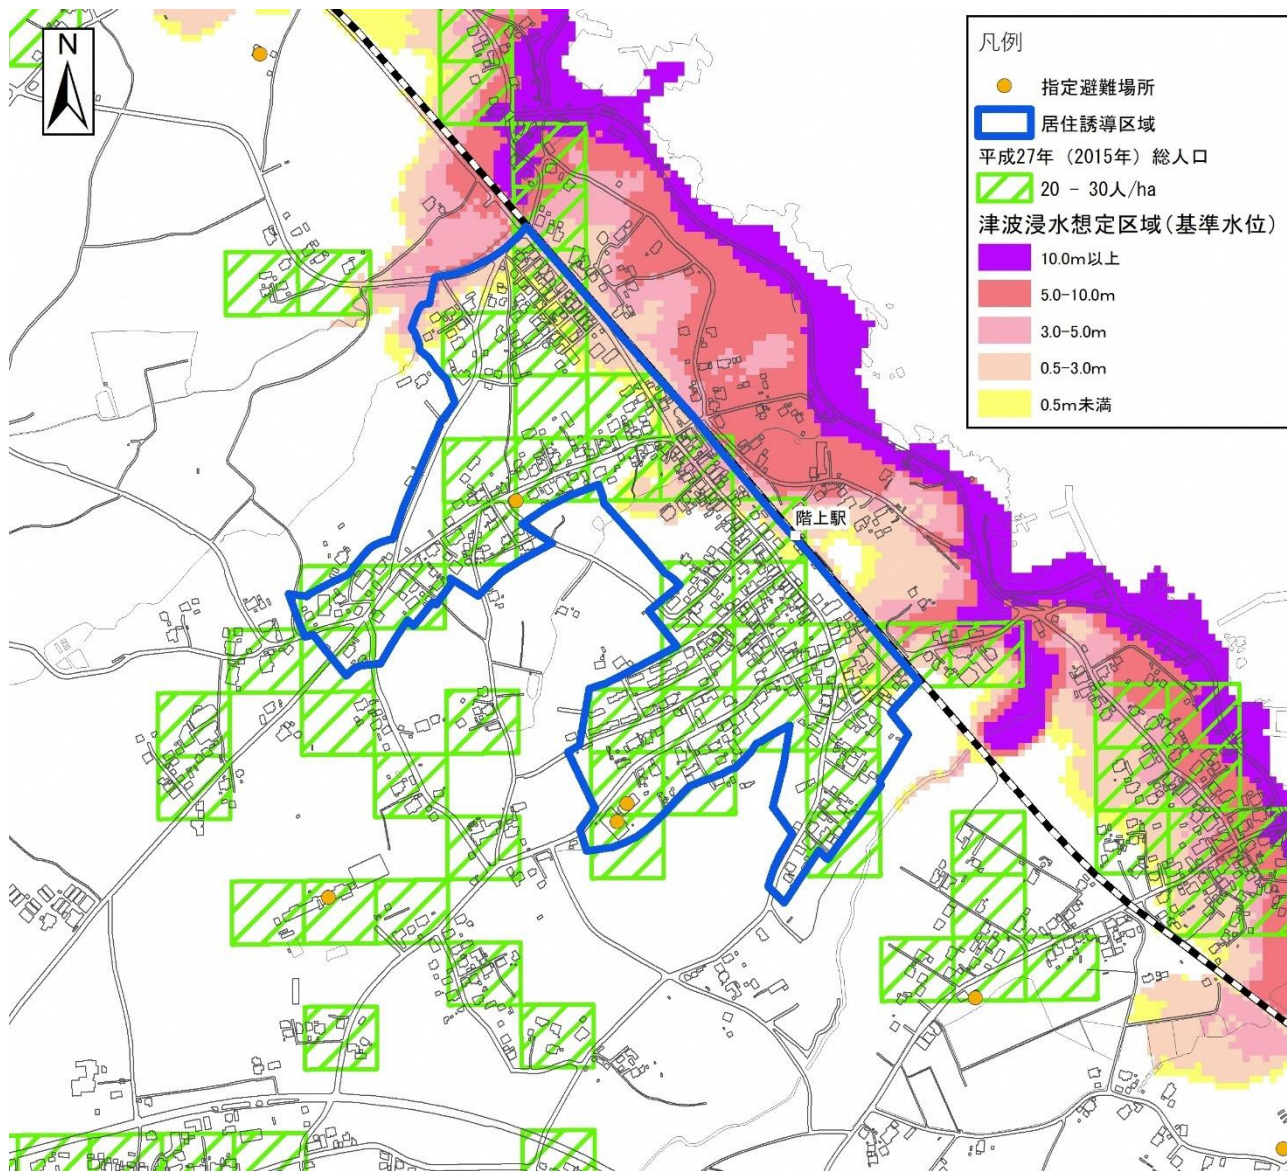 N
凡例
指定避難場所
居住誘導区域
平成27年（2015年）総人口
20 - 30人/ha
津波浸水想定区域（基準水位）
10.0m以上
5.0-10.0m
3.0-5.0m
0.5-3.0m
0.5m未満
階上駅